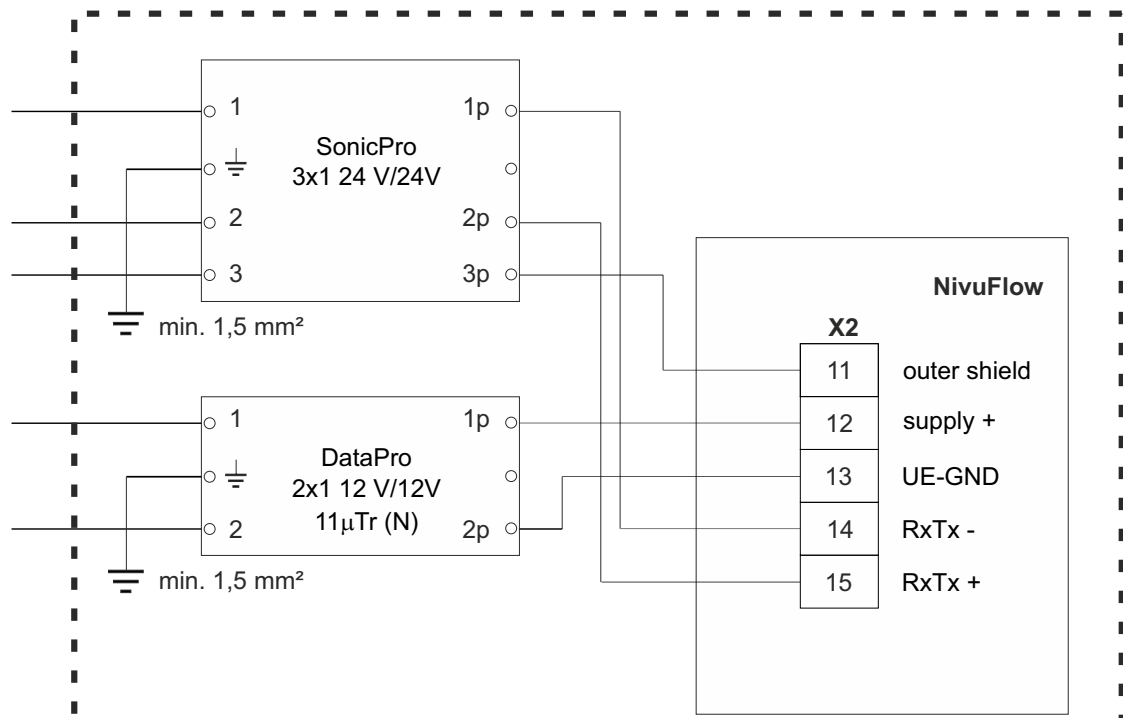 1 1p
SonicPro
3x1 24 V/24V
2 2p
3 3p
min. 1,5 mm²
NivuFlow
X2
11 outer shield
12 supply +
13 UE-GND
14 RxTx -
15 RxTx +
1 1p
DataPro
2x1 12 V/12V
11µTr (N)
2 2p
min. 1,5 mm²